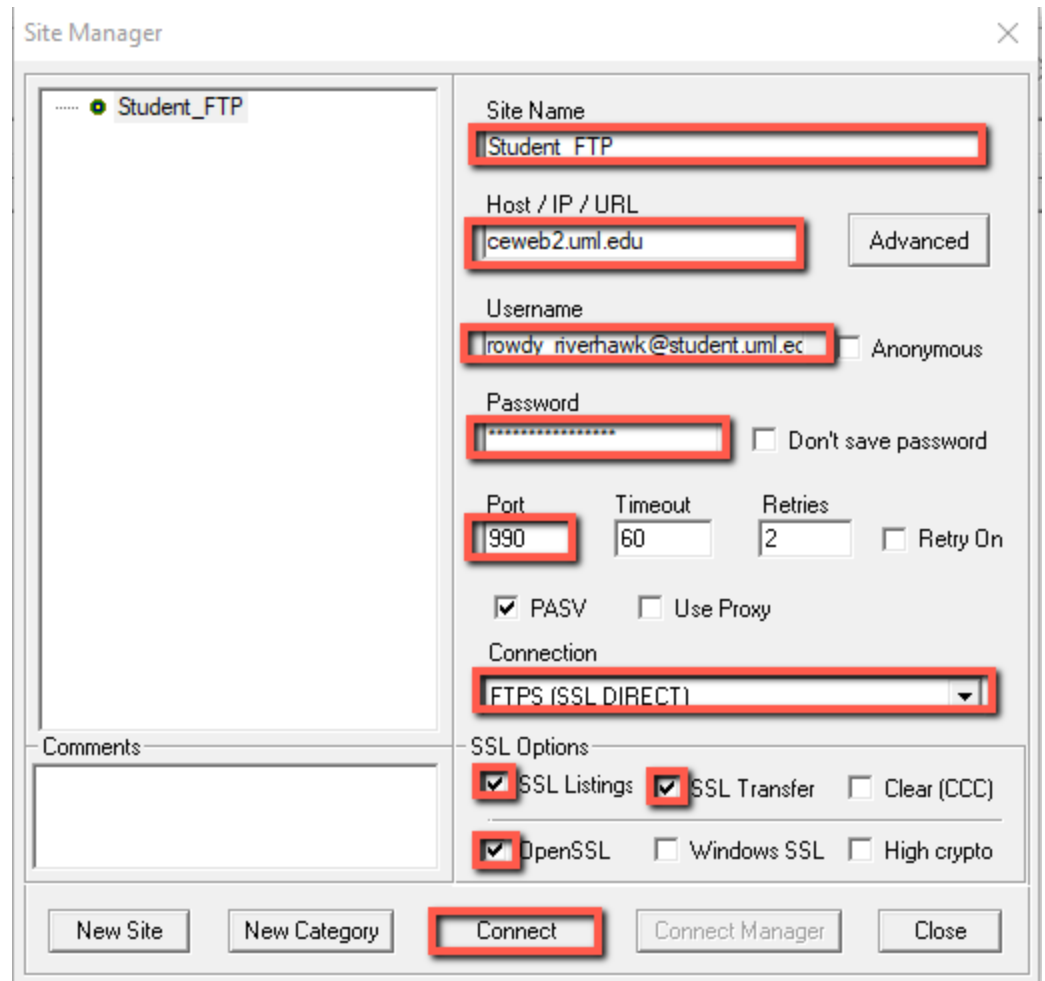 Site Manager
Student_FTP
Site Name
Student_FTP
Host / IP / URL
ceweb2.uml.edu
Advanced
Username
rowdy_riverhawk@student.uml.ec
Anonymous
Password
****************
Don't save password
Port Timeout Retries
990 60 2 Retry On
PASV Use Proxy
Connection
FTPS (SSL DIRECT)
Comments
SSL Options
SSL Listings SSL Transfer Clear (CCC)
OpenSSL Windows SSL High crypto
New Site New Category Connect Connect Manager Close